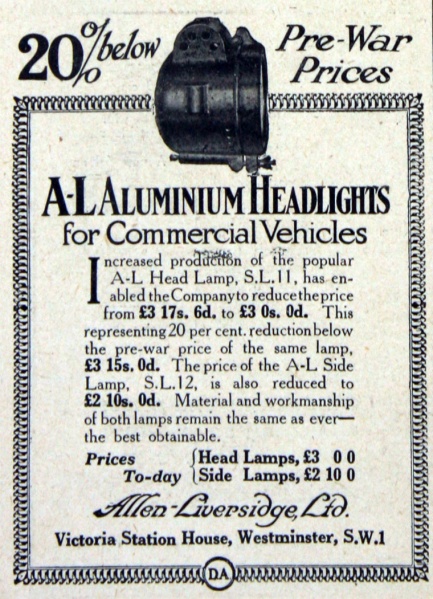 20% below Pre-War
Prices
A-L ALUMINIUM HEADLIGHTS
for Commercial Vehicles
Increased production of the popular
A-L Head Lamp, S.L.11, has en-
abled the Company to reduce the price
from £3 17s. 6d. to £3 0s. 0d. This
representing 20 per cent. reduction below
the pre-war price of the same lamp,
£3 15s. 0d. The price of the A-L Side
Lamp, S.L.12, is also reduced to
£2 10s. 0d. Material and workmanship
of both lamps remain the same as ever—
the best obtainable.
Prices { Head Lamps, £3 0 0
To-day { Side Lamps, £2 10 0
Allen-Liversidge, Ltd.
Victoria Station House, Westminster, S.W.1
DA